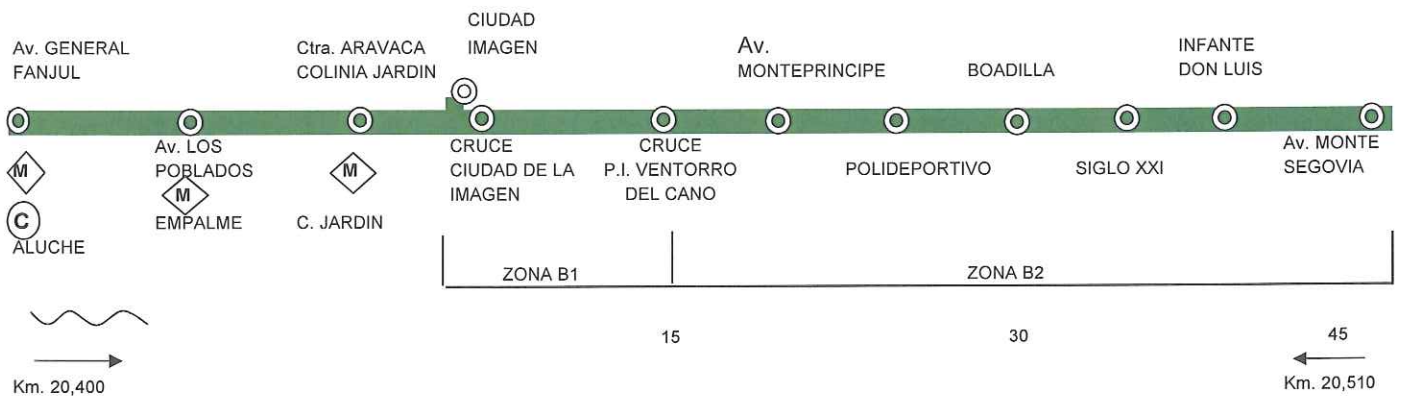 Av. GENERAL
FANJUL
Ctra. ARAVACA
COLINIA JARDIN
CIUDAD
IMAGEN
Av.
MONTEPRINCIPE
BOADILLA
INFANTE
DON LUIS
M
C
ALUCHE
Av. LOS
POBLADOS
M
EMPALME
M
C. JARDIN
CRUCE
CIUDAD DE LA
IMAGEN
CRUCE
P.I. VENTORRO
DEL CANO
POLIDEPORTIVO
SIGLO XXI
Av. MONTE
SEGOVIA
ZONA B1
ZONA B2
15
30
45
Km. 20,400
Km. 20,510